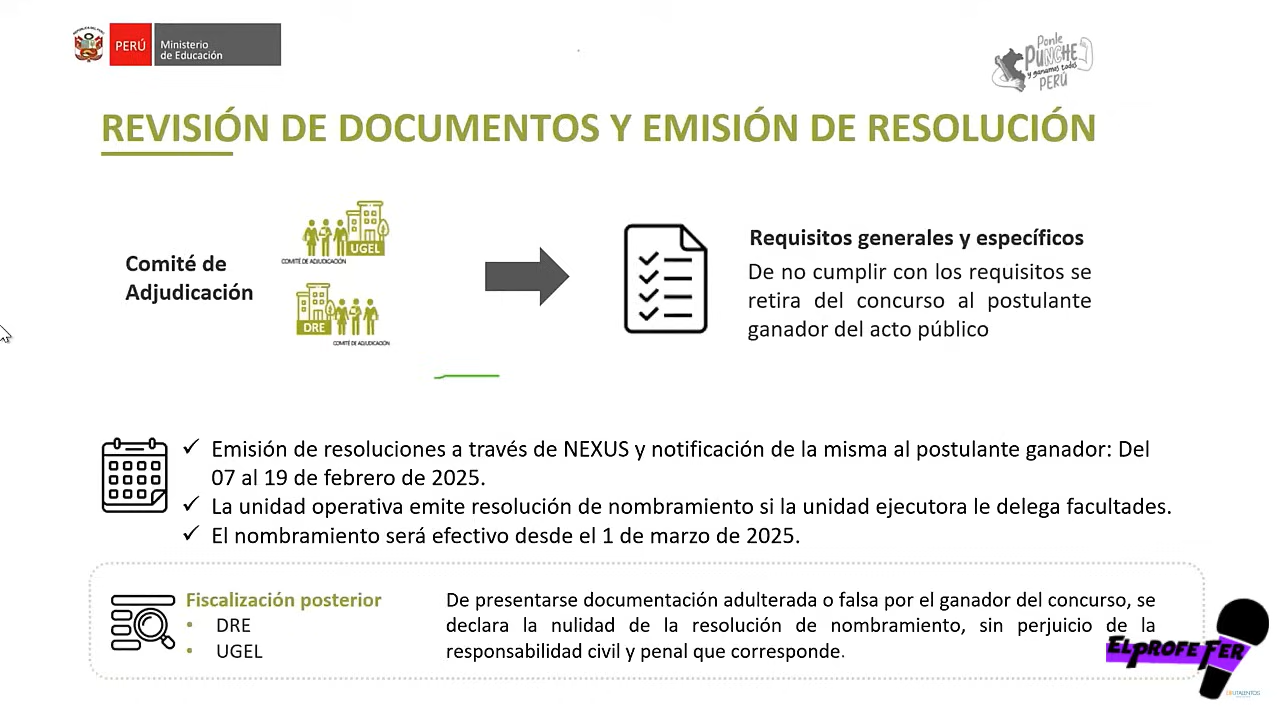 PERÚ
Ministerio
de Educación
Ponle
PUNCHE
y ganamos todos
PERÚ
REVISIÓN DE DOCUMENTOS Y EMISIÓN DE RESOLUCIÓN
Comité de
Adjudicación
UGEL
COMITÉ DE ADJUDICACIÓN
DRE
COMITÉ DE ADJUDICACIÓN
Requisitos generales y específicos
De no cumplir con los requisitos se
retira del concurso al postulante
ganador del acto público
✓ Emisión de resoluciones a través de NEXUS y notificación de la misma al postulante ganador: Del
07 al 19 de febrero de 2025.
✓ La unidad operativa emite resolución de nombramiento si la unidad ejecutora le delega facultades.
✓ El nombramiento será efectivo desde el 1 de marzo de 2025.
Fiscalización posterior
• DRE
• UGEL
De presentarse documentación adulterada o falsa por el ganador del concurso, se
declara la nulidad de la resolución de nombramiento, sin perjuicio de la
responsabilidad civil y penal que corresponde.
EL PROFE FER